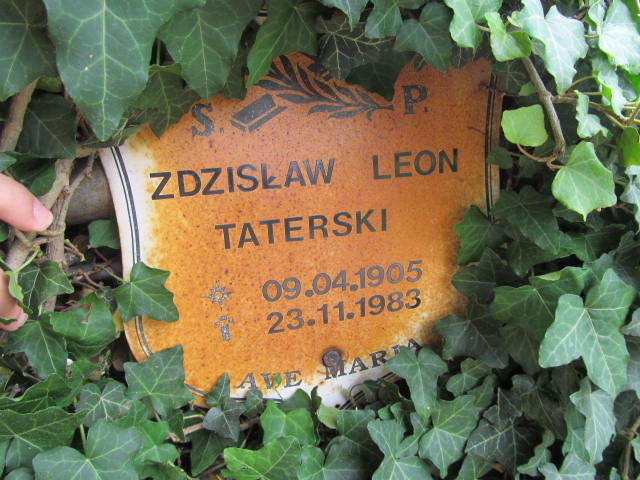 S. P.
ZDZISŁAW LEON
TATERSKI
09.04.1905
23.11.1983
AVE MARIA